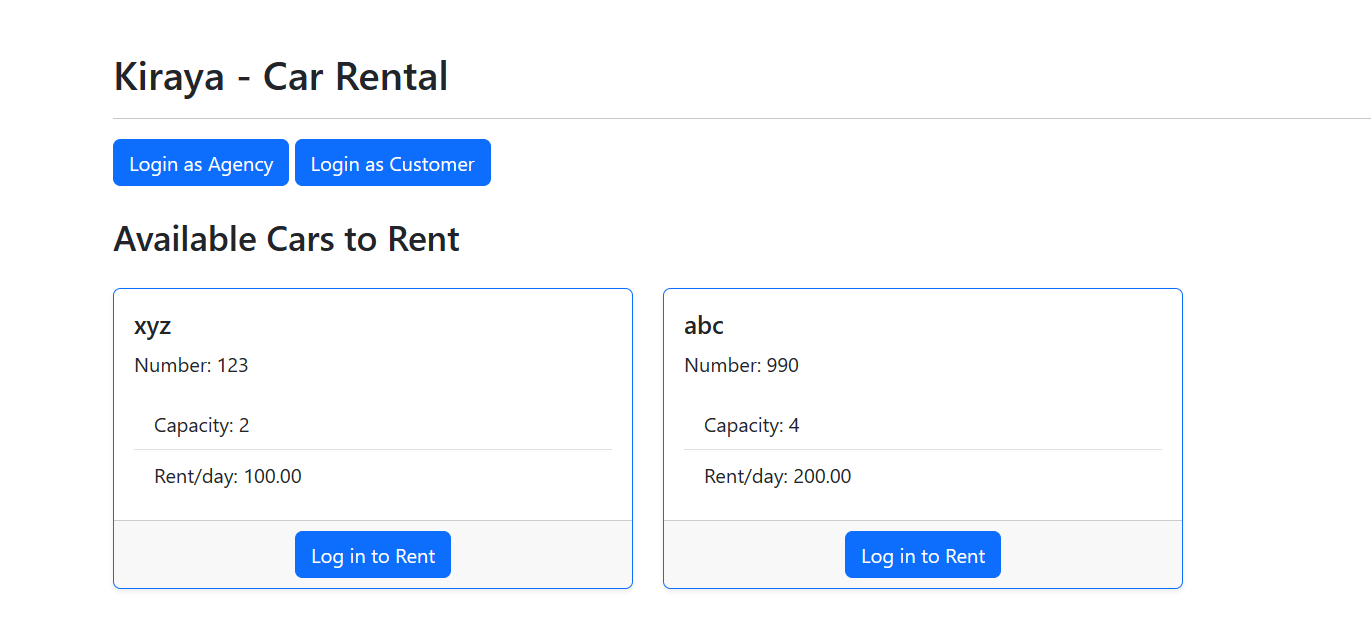 Kiraya - Car Rental
Login as Agency Login as Customer
Available Cars to Rent
xyz
Number: 123
Capacity: 2
Rent/day: 100.00
Log in to Rent
abc
Number: 990
Capacity: 4
Rent/day: 200.00
Log in to Rent